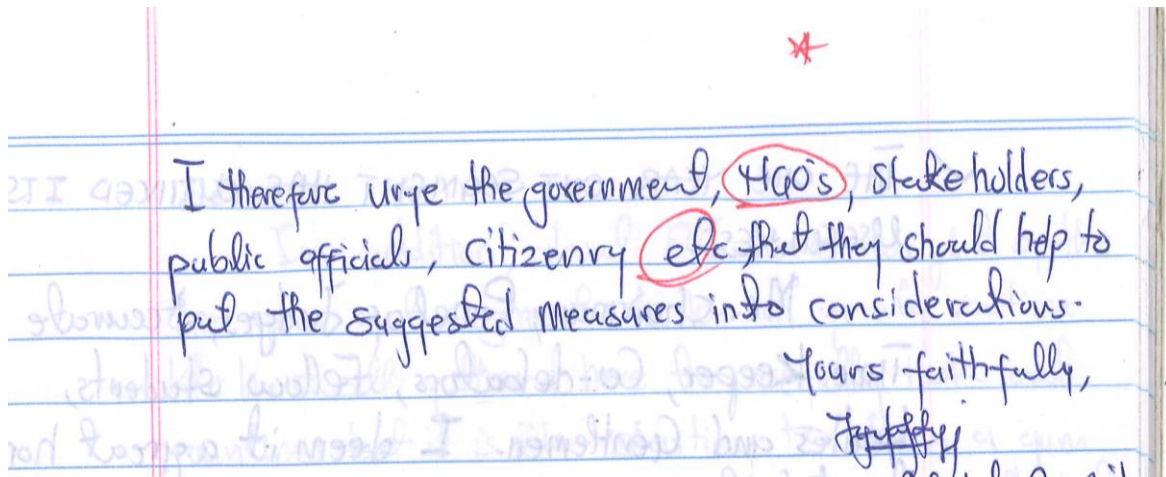 I therefore urge the government, NGO's, stakeholders,
public officials, citizenry etc that they should help to
put the suggested measures into considerations.
Yours faithfully,